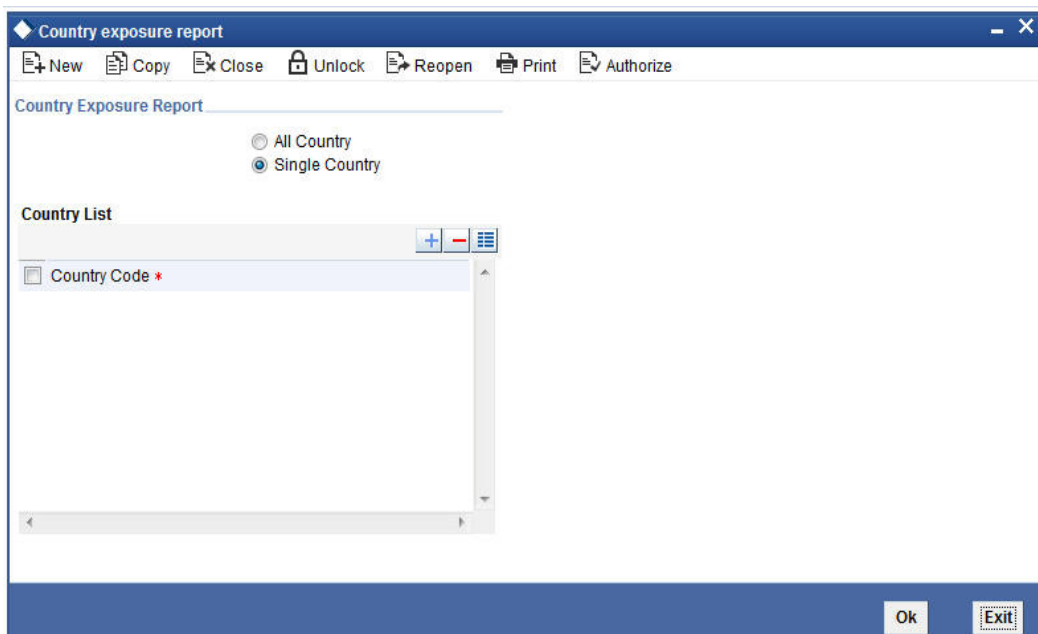 Country exposure report
New Copy Close Unlock Reopen Print Authorize
Country Exposure Report
All Country
Single Country
Country List
Country Code *
Ok Exit